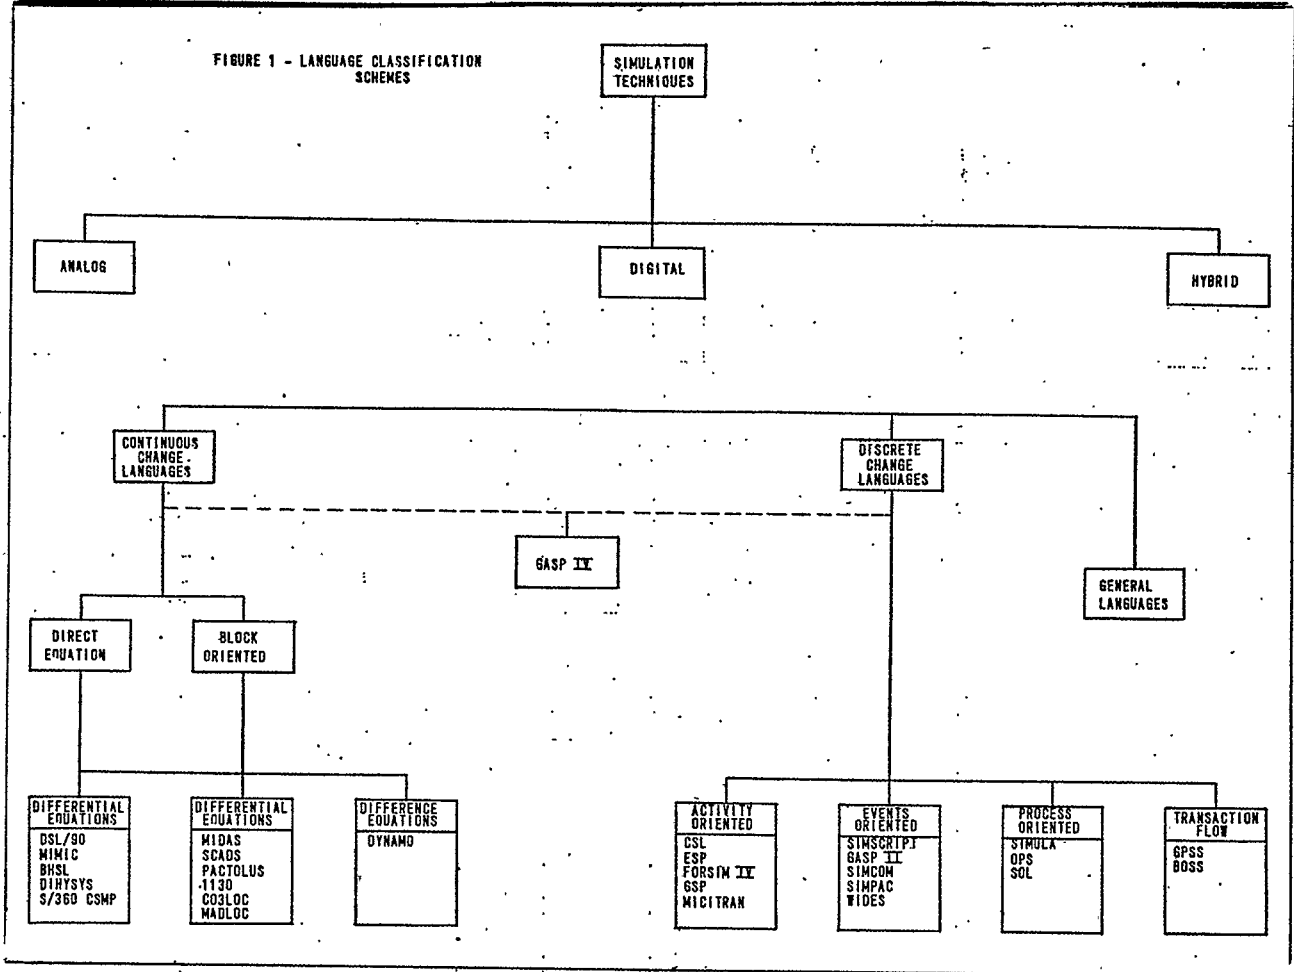 FIGURE 1 - LANGUAGE CLASSIFICATION
SCHEMES
SIMULATION
TECHNIQUES
ANALOG
DIGITAL
HYBRID
CONTINUOUS
CHANGE
LANGUAGES
DISCRETE
CHANGE
LANGUAGES
GASP IV
GENERAL
LANGUAGES
DIRECT
EQUATION
BLOCK
ORIENTED
DIFFERENTIAL
EQUATIONS
DSL/90
MIMIC
BHSL
DIHYSYS
S/360 CSMP
DIFFERENTIAL
EQUATIONS
MIDAS
SCADS
PACTOLUS
1130
CO3LOC
MADLOC
DIFFERENCE
EQUATIONS
DYNAMO
ACTIVITY
ORIENTED
CSL
ESP
FORSIM IV
GSP
MICITRAN
EVENTS
ORIENTED
SIMSCRIPT
GASP II
SIMCOM
SIMPAC
WIDES
PROCESS
ORIENTED
SIMULA
OPS
SOL
TRANSACTION
FLOW
GPSS
BOSS